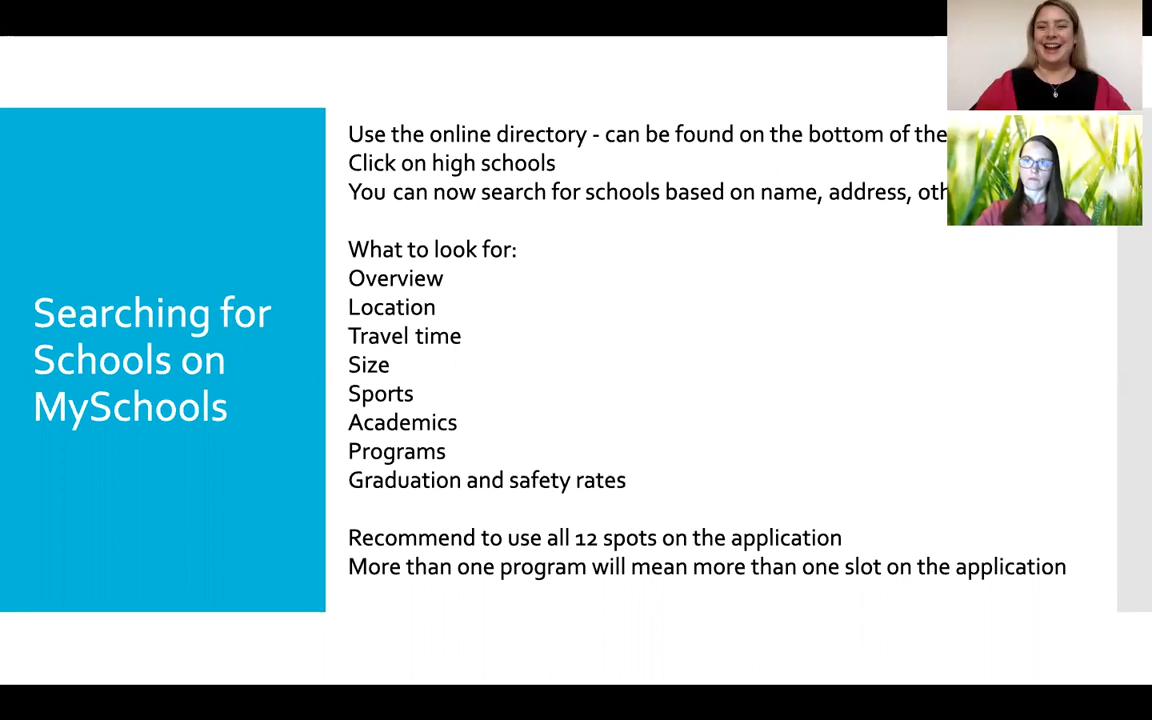 Searching for
Schools on
MySchools
Use the online directory - can be found on the bottom of the
Click on high schools
You can now search for schools based on name, address,
What to look for:
Overview
Location
Travel time
Size
Sports
Academics
Programs
Graduation and safety rates
Recommend to use all 12 spots on the application
More than one program will mean more than one slot on the application